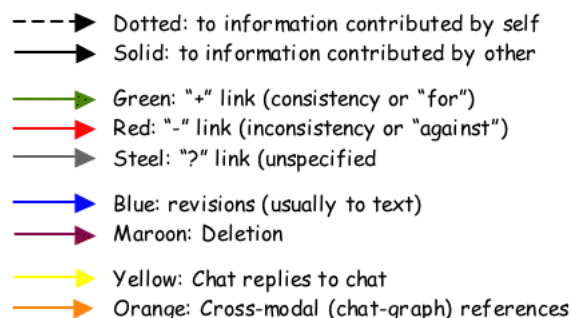 Dotted: to information contributed by self
Solid: to information contributed by other
Green: “+” link (consistency or “for”)
Red: “-” link (inconsistency or “against”)
Steel: “?” link (unspecified
Blue: revisions (usually to text)
Maroon: Deletion
Yellow: Chat replies to chat
Orange: Cross-modal (chat-graph) references